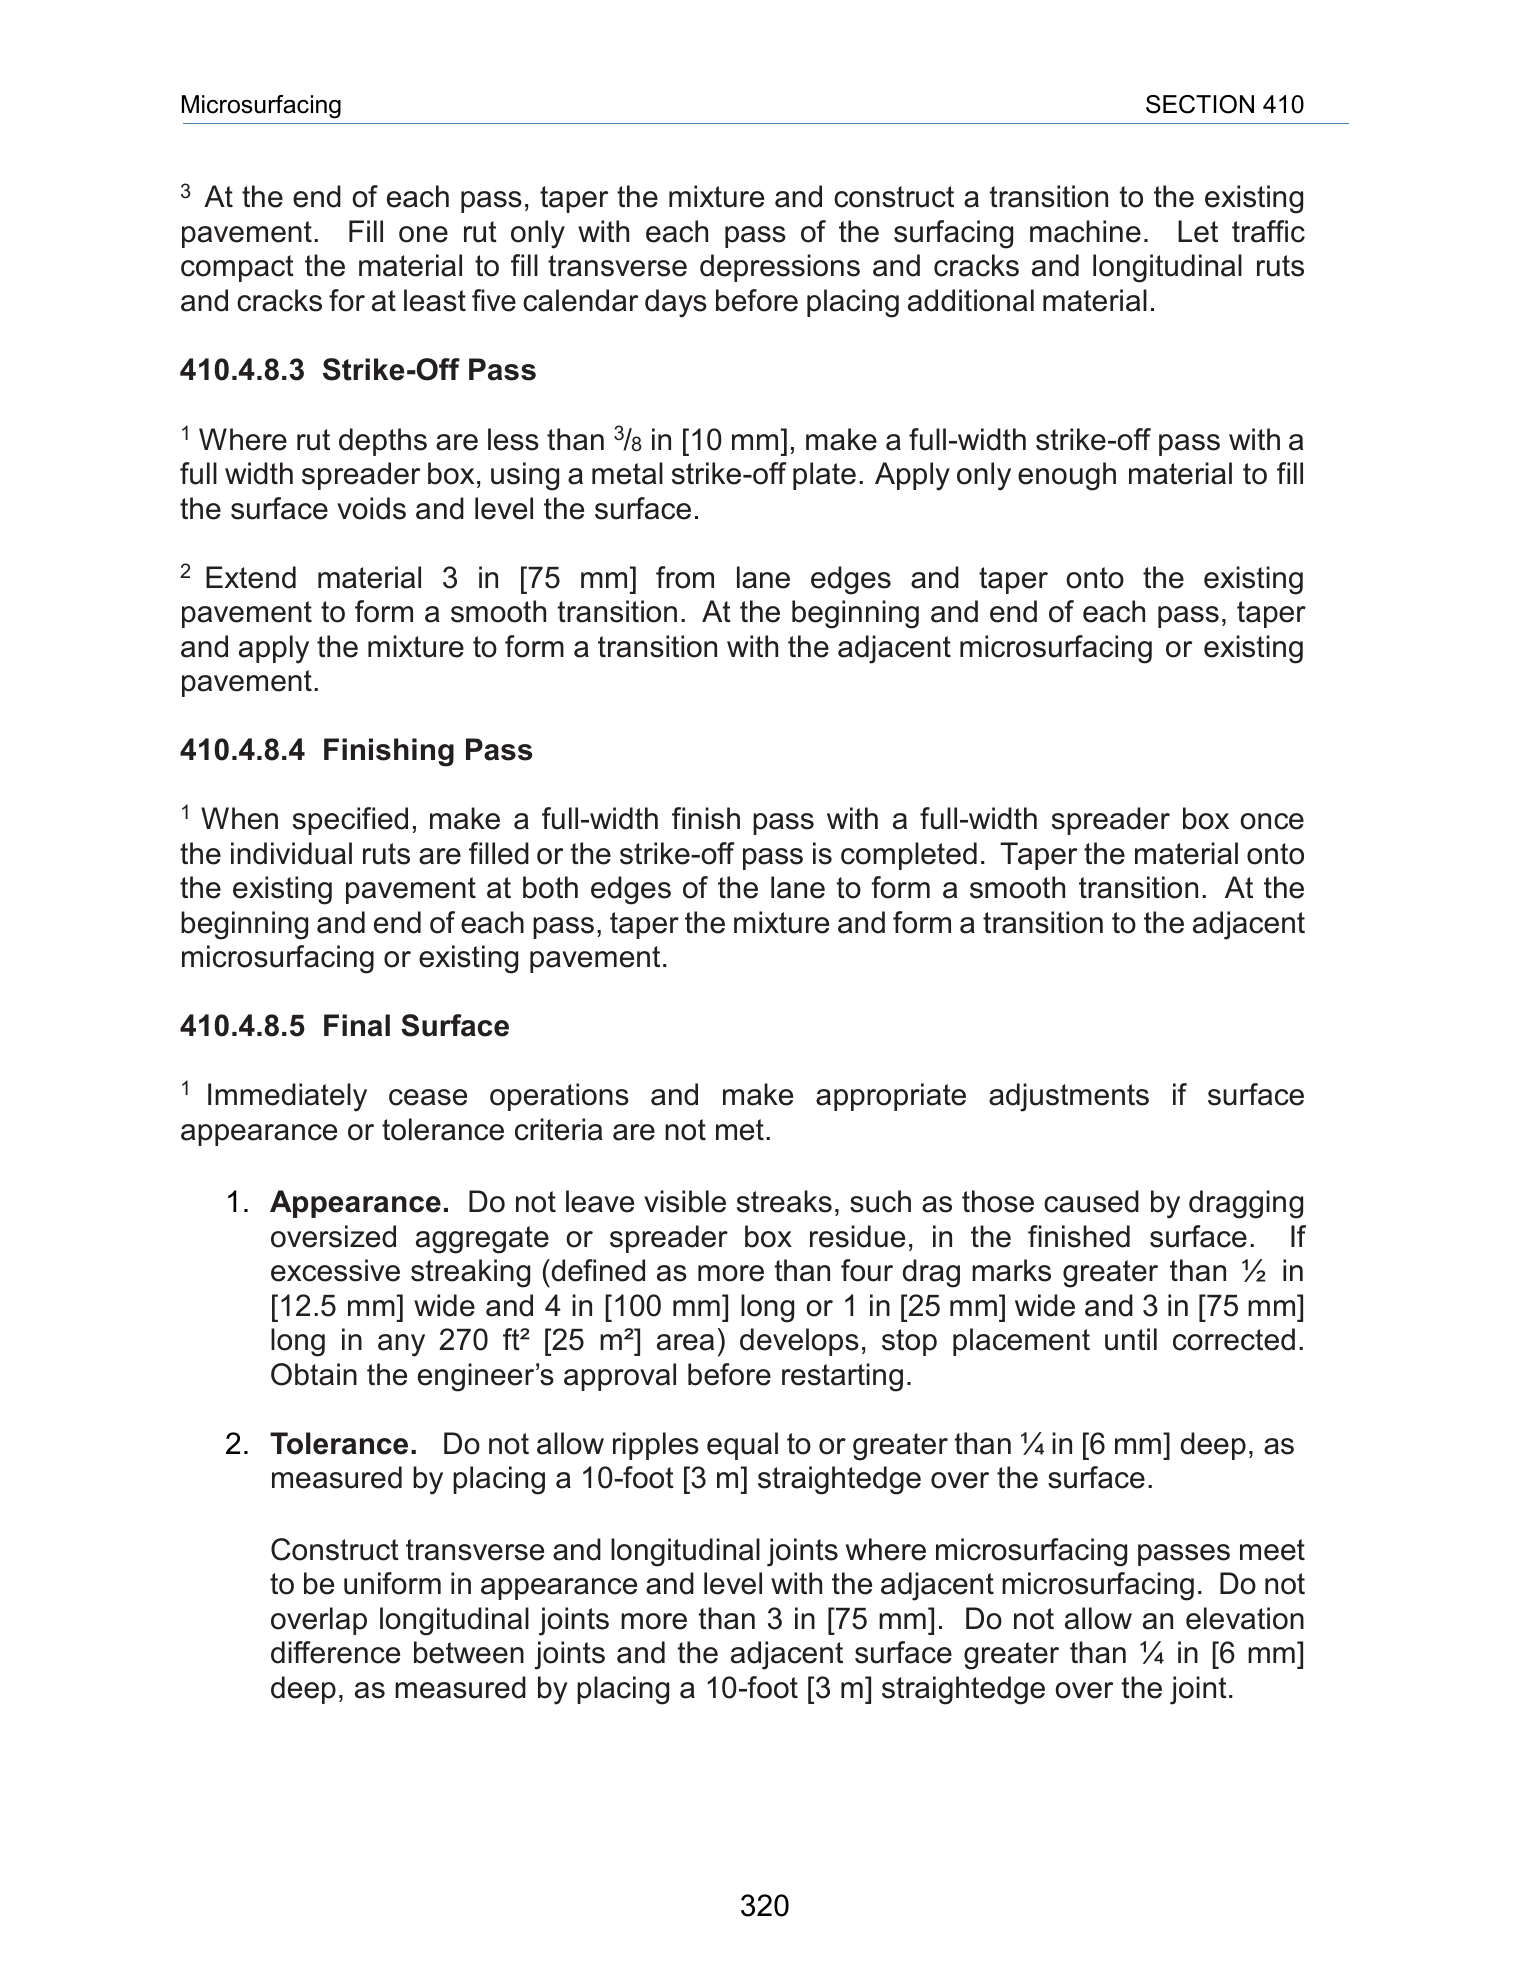 Microsurfacing SECTION 410
³ At the end of each pass, taper the mixture and construct a transition to the existing
pavement. Fill one rut only with each pass of the surfacing machine. Let traffic
compact the material to fill transverse depressions and cracks and longitudinal ruts
and cracks for at least five calendar days before placing additional material.
410.4.8.3 Strike-Off Pass
¹ Where rut depths are less than ³/₈ in [10 mm], make a full-width strike-off pass with a
full width spreader box, using a metal strike-off plate. Apply only enough material to fill
the surface voids and level the surface.
² Extend material 3 in [75 mm] from lane edges and taper onto the existing
pavement to form a smooth transition. At the beginning and end of each pass, taper
and apply the mixture to form a transition with the adjacent microsurfacing or existing
pavement.
410.4.8.4 Finishing Pass
¹ When specified, make a full-width finish pass with a full-width spreader box once
the individual ruts are filled or the strike-off pass is completed. Taper the material onto
the existing pavement at both edges of the lane to form a smooth transition. At the
beginning and end of each pass, taper the mixture and form a transition to the adjacent
microsurfacing or existing pavement.
410.4.8.5 Final Surface
¹ Immediately cease operations and make appropriate adjustments if surface
appearance or tolerance criteria are not met.
1. Appearance. Do not leave visible streaks, such as those caused by dragging
oversized aggregate or spreader box residue, in the finished surface. If
excessive streaking (defined as more than four drag marks greater than ½ in
[12.5 mm] wide and 4 in [100 mm] long or 1 in [25 mm] wide and 3 in [75 mm]
long in any 270 ft² [25 m²] area) develops, stop placement until corrected.
Obtain the engineer’s approval before restarting.
2. Tolerance. Do not allow ripples equal to or greater than ¼ in [6 mm] deep, as
measured by placing a 10-foot [3 m] straightedge over the surface.
Construct transverse and longitudinal joints where microsurfacing passes meet
to be uniform in appearance and level with the adjacent microsurfacing. Do not
overlap longitudinal joints more than 3 in [75 mm]. Do not allow an elevation
difference between joints and the adjacent surface greater than ¼ in [6 mm]
deep, as measured by placing a 10-foot [3 m] straightedge over the joint.
320